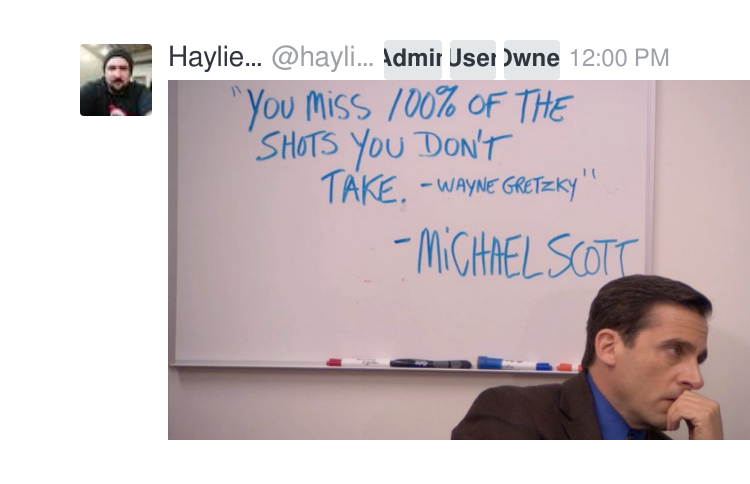 Haylie... @hayli... Admin User Owne 12:00 PM
"YOU MISS 100% OF THE
SHOTS YOU DON'T
TAKE. - WAYNE GRETZKY"
- MICHAEL SCOTT